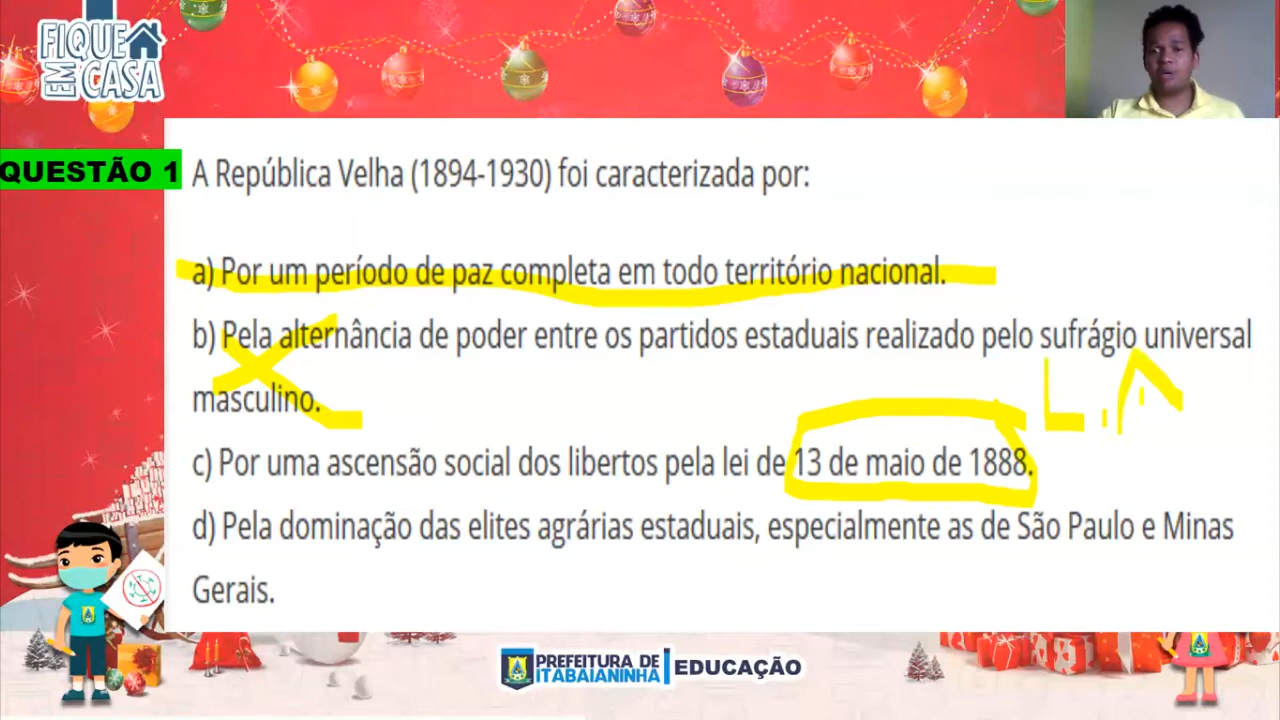 FIQUE
EM CASA
QUESTÃO 1
A República Velha (1894-1930) foi caracterizada por:
a) Por um período de paz completa em todo território nacional.
b) Pela alternância de poder entre os partidos estaduais realizado pelo sufrágio universal
masculino.
L.A
c) Por uma ascensão social dos libertos pela lei de 13 de maio de 1888.
d) Pela dominação das elites agrárias estaduais, especialmente as de São Paulo e Minas
Gerais.
PREFEITURA DE
ITABAIANINHA
EDUCAÇÃO